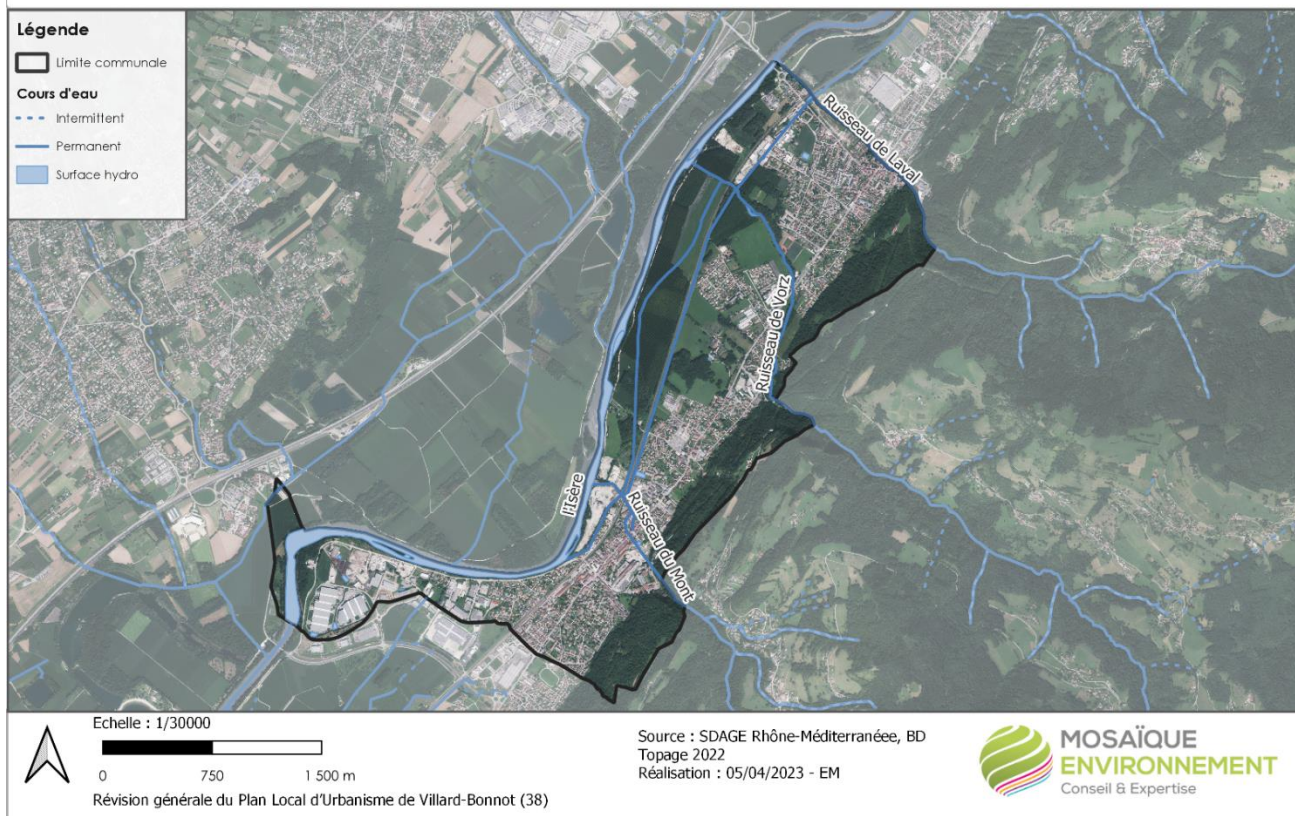 Légende
Limite communale
Cours d'eau
Intermittent
Permanent
Surface hydro
Ruisseau de Laval
Ruisseau de Vorz
l'Isère
Ruisseau du Mont
Echelle : 1/30000
0 750 1 500 m
Révision générale du Plan Local d'Urbanisme de Villard-Bonnot (38)
Source : SDAGE Rhône-Méditerranéee, BD
Topage 2022
Réalisation : 05/04/2023 - EM
MOSAÏQUE
ENVIRONNEMENT
Conseil & Expertise